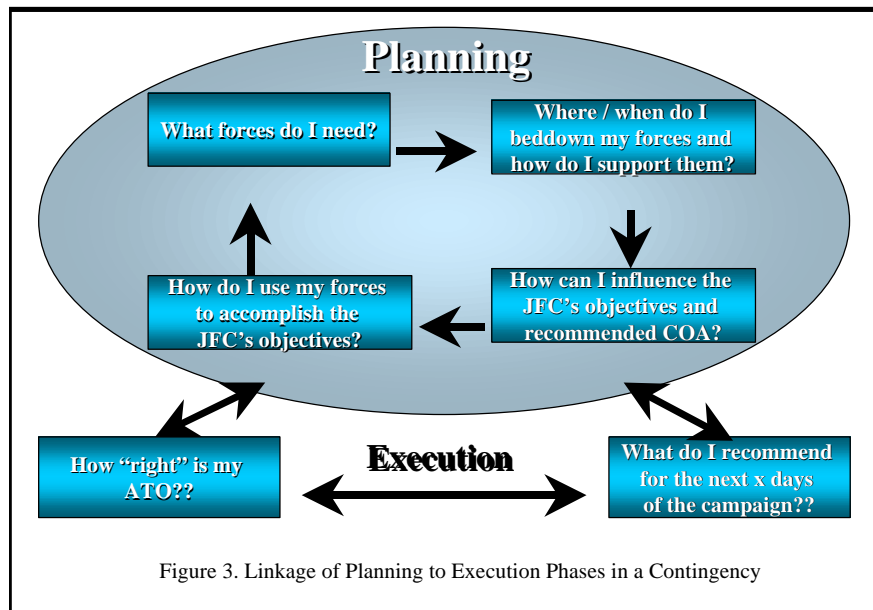 Planning
What forces do I need?
Where / when do I
beddown my forces and
how do I support them?
How do I use my forces
to accomplish the
JFC’s objectives?
How can I influence the
JFC’s objectives and
recommended COA?
How “right” is my
ATO??
Execution
What do I recommend
for the next x days
of the campaign??
Figure 3. Linkage of Planning to Execution Phases in a Contingency